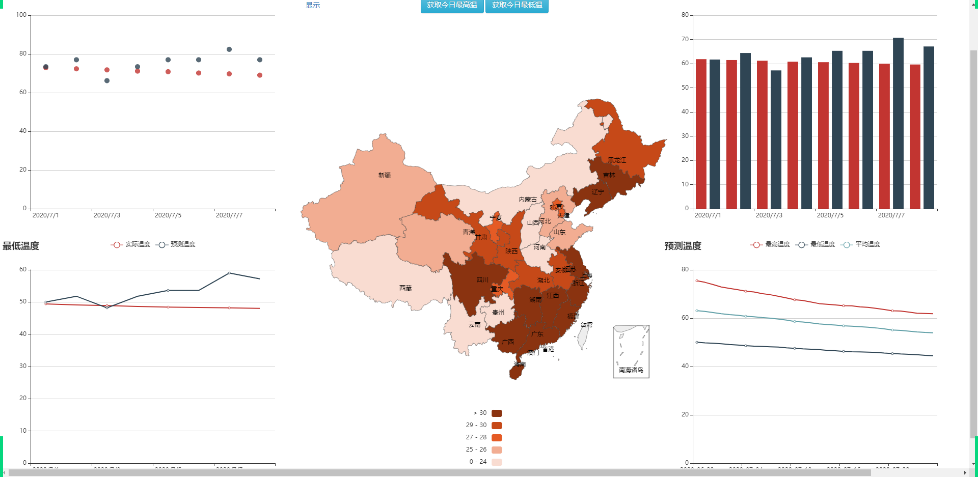 显示
获取今日最高温
获取今日最低温
100
80
60
40
20
0
2020/7/1
2020/7/3
2020/7/5
2020/7/7
80
70
60
50
40
30
20
10
0
2020/7/1
2020/7/3
2020/7/5
2020/7/7
黑龙江
吉林
辽宁
新疆
内蒙古
北京
天津
河北
山西
山东
宁夏
青海
甘肃
河南
陕西
西藏
四川
重庆
湖北
安徽
江苏
上海
浙江
湖南
江西
贵州
云南
福建
台湾
广西
广东
香港
澳门
海南
南海诸岛
> 30
29 - 30
27 - 28
25 - 26
0 - 24
最低温度
实际温度
预测温度
60
50
40
30
20
10
0
预测温度
最高温度
最低温度
平均温度
80
60
40
20
0